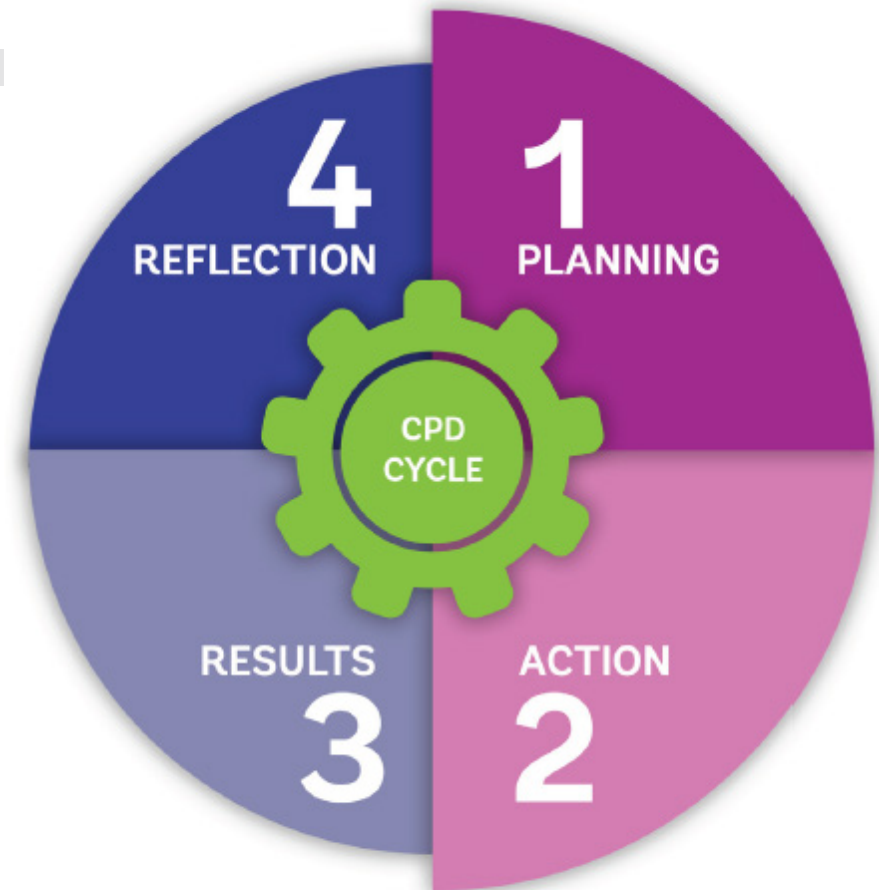 4
REFLECTION
1
PLANNING
CPD
CYCLE
RESULTS
3
ACTION
2